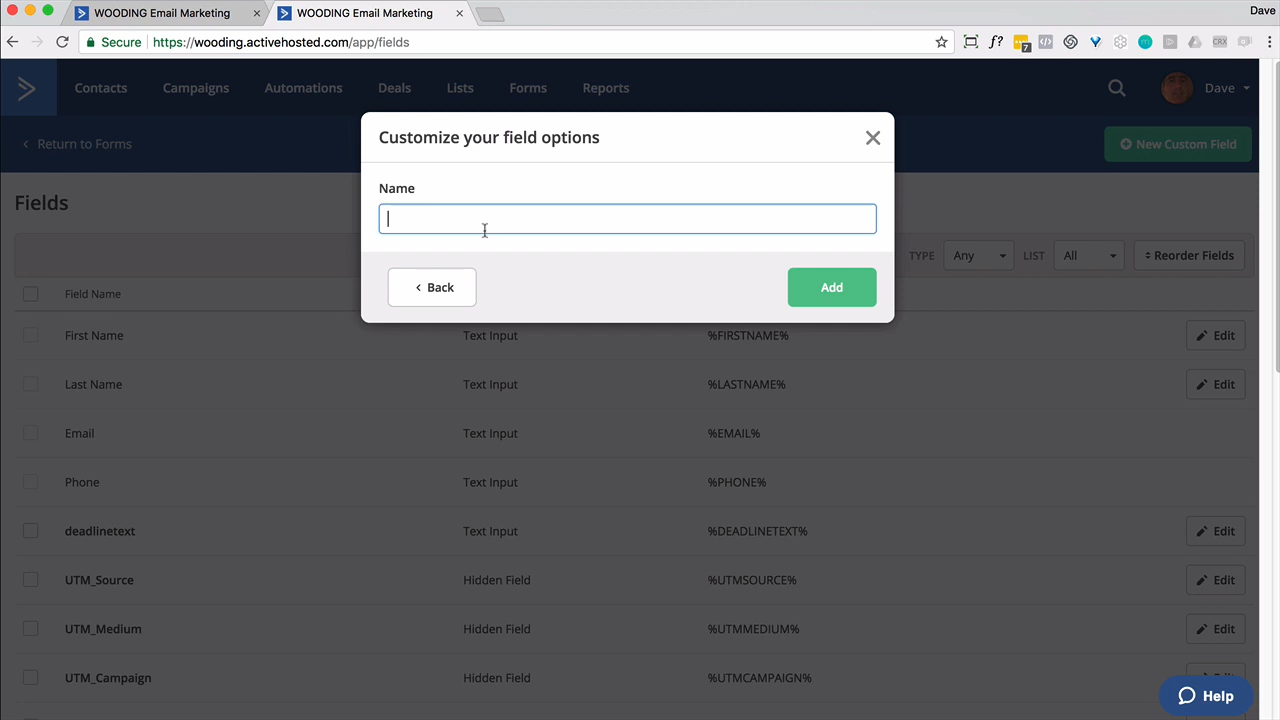 WOODING Email Marketing
WOODING Email Marketing
Dave
Secure https://wooding.activehosted.com/app/fields
f?
7
CRX
Contacts Campaigns Automations Deals Lists Forms Reports Dave
Customize your field options
Return to Forms
New Custom Field
Name
Fields
TYPE Any LIST All Reorder Fields
Back
Add
Field Name
First Name Text Input %FIRSTNAME% Edit
Last Name Text Input %LASTNAME% Edit
Email Text Input %EMAIL%
Phone Text Input %PHONE%
deadlinetext Text Input %DEADLINETEXT% Edit
UTM_Source Hidden Field %UTMSOURCE% Edit
UTM_Medium Hidden Field %UTMMEDIUM% Edit
UTM_Campaign Hidden Field %UTMCAMPAIGN% Edit
Help